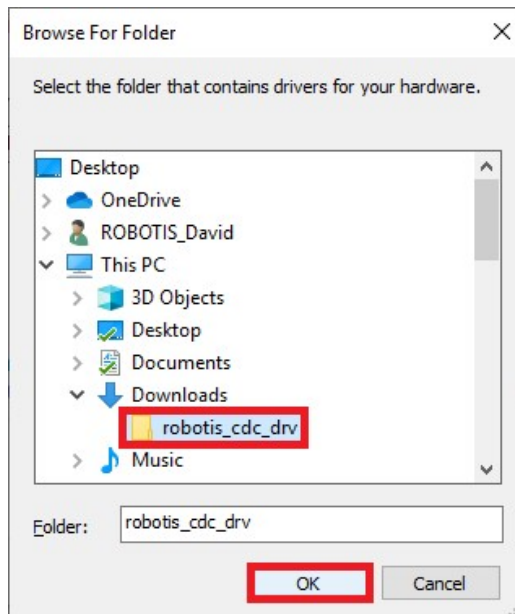 Browse For Folder
Select the folder that contains drivers for your hardware.
Desktop
OneDrive
ROBOTIS_David
This PC
3D Objects
Desktop
Documents
Downloads
robotis_cdc_drv
Music
Folder: robotis_cdc_drv
OK Cancel